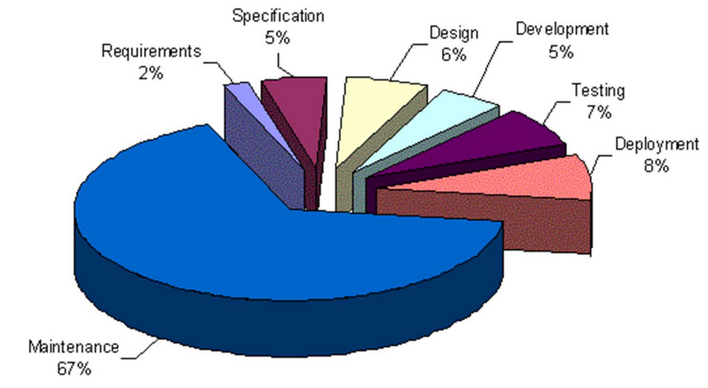 Specification
5%
Requirements
2%
Design
6%
Development
5%
Testing
7%
Deployment
8%
Maintenance
67%